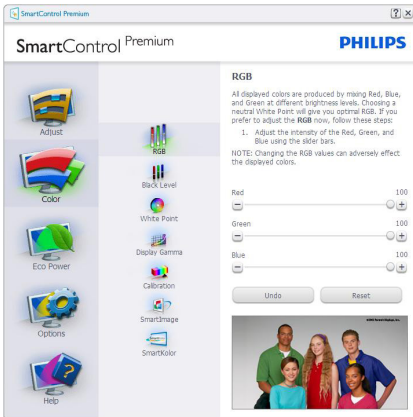 SmartControl Premium
SmartControl Premium
PHILIPS
Adjust
Color
Eco Power
Options
Help
RGB
Black Level
White Point
Display Gamma
Calibration
SmartImage
SmartKolor
RGB
All displayed colors are produced by mixing Red, Blue,
and Green at different brightness levels. Choosing a
neutral White Point will give you optimal RGB. If you
prefer to adjust the RGB now, follow these steps:
1. Adjust the intensity of the Red, Green, and
Blue using the slider bars.
NOTE: Changing the RGB values can adversely effect
the displayed colors.
Red 100
Green 100
Blue 100
Undo Reset